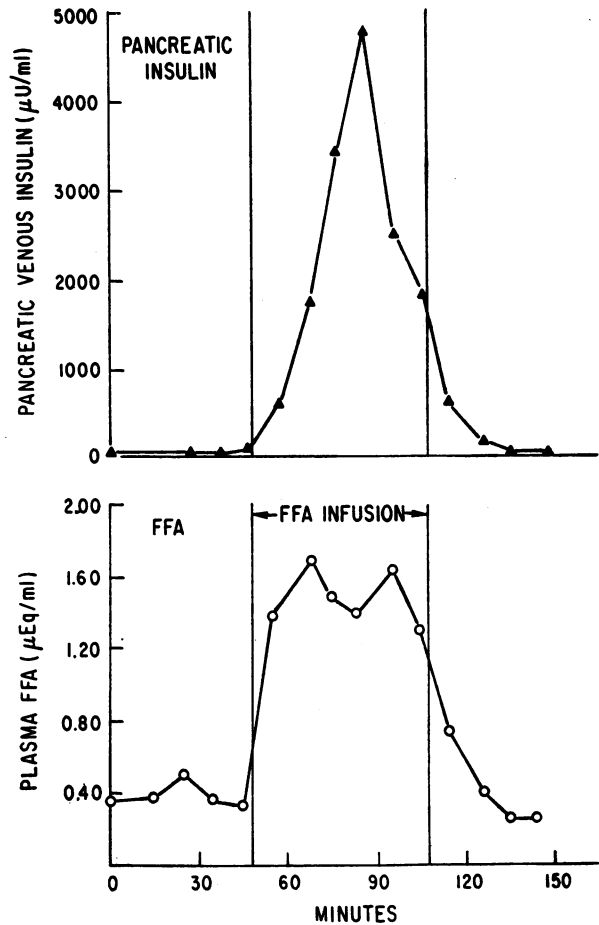 5000
PANCREATIC
INSULIN
4000
3000
2000
1000
0
PANCREATIC VENOUS INSULIN (μU/ml)
2.00
FFA
FFA INFUSION
1.60
1.20
0.80
0.40
PLASMA FFA (μEq/ml)
0 30 60 90 120 150
MINUTES